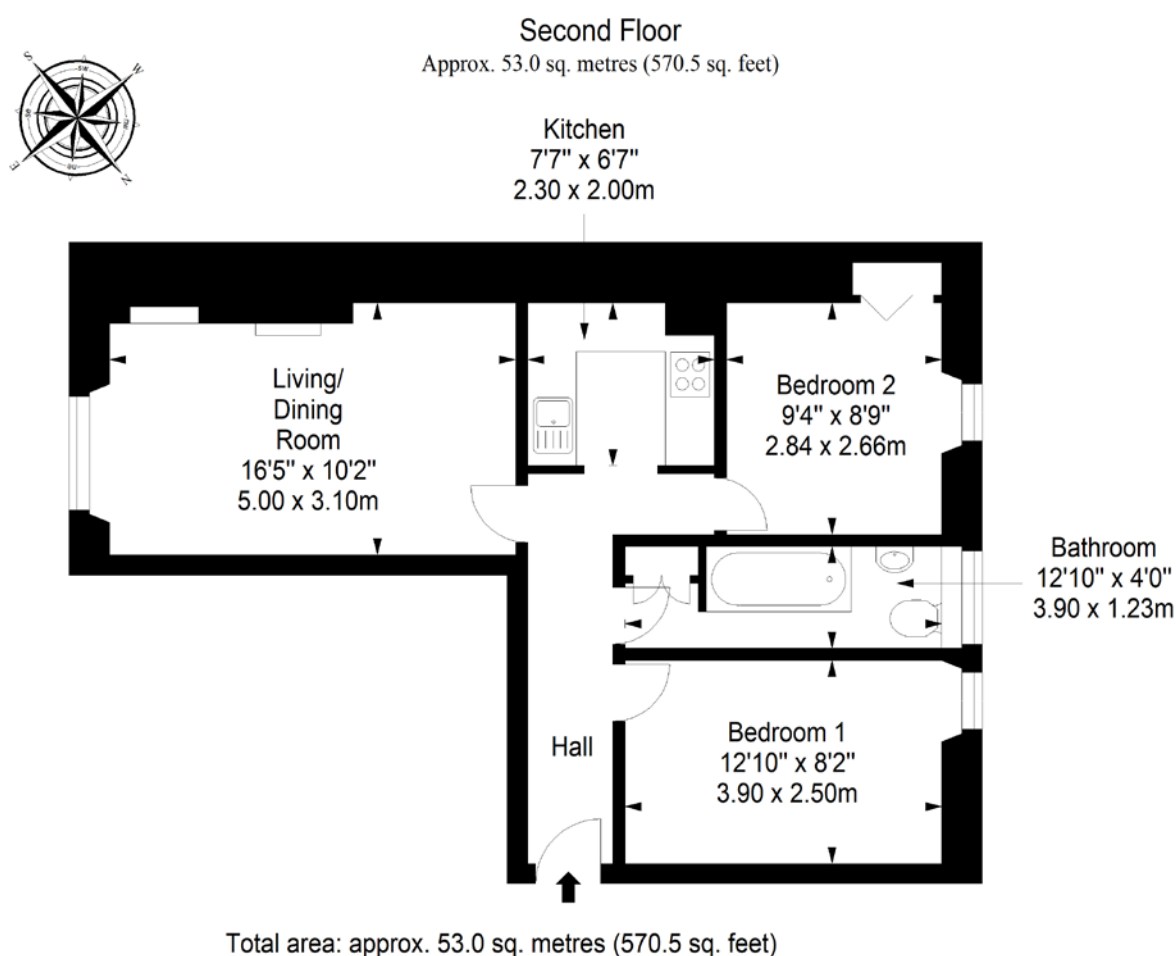 Second Floor
Approx. 53.0 sq. metres (570.5 sq. feet)
S
W
E
N
SW
Kitchen
7'7" x 6'7"
2.30 x 2.00m
Living/
Dining
Room
16'5" x 10'2"
5.00 x 3.10m
Bedroom 2
9'4" x 8'9"
2.84 x 2.66m
Bathroom
12'10" x 4'0"
3.90 x 1.23m
Hall
Bedroom 1
12'10" x 8'2"
3.90 x 2.50m
Total area: approx. 53.0 sq. metres (570.5 sq. feet)